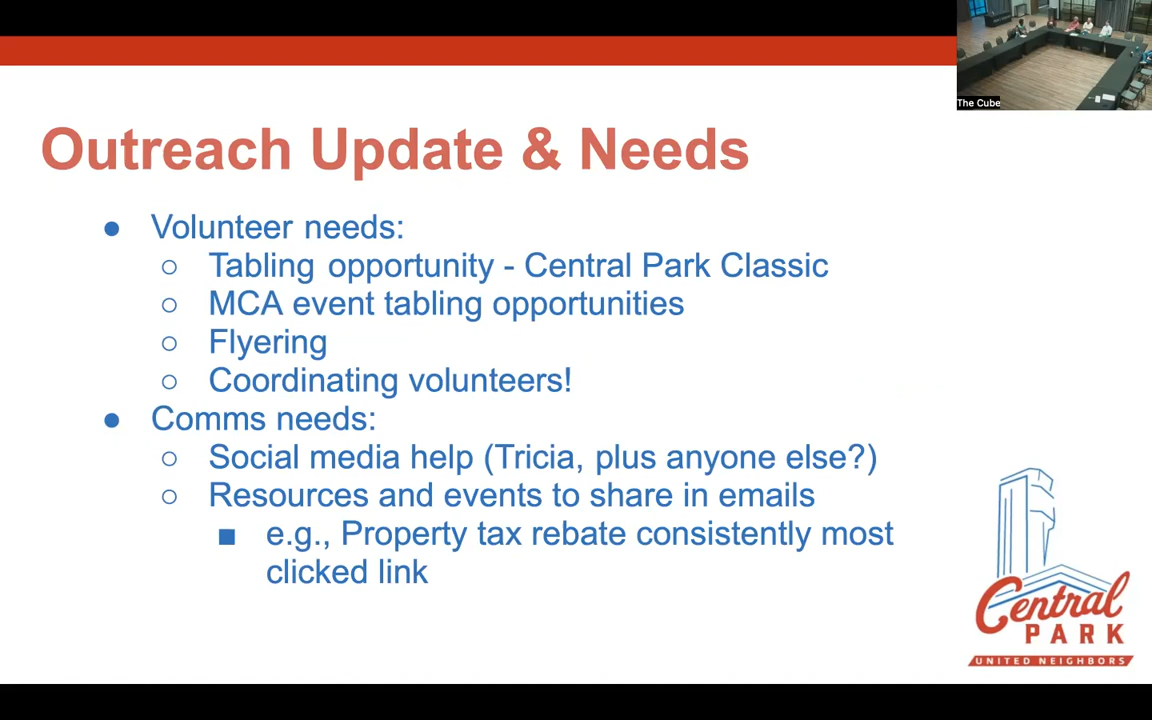 The Cube
Outreach Update & Needs
● Volunteer needs:
○ Tabling opportunity - Central Park Classic
○ MCA event tabling opportunities
○ Flyering
○ Coordinating volunteers!
● Comms needs:
○ Social media help (Tricia, plus anyone else?)
○ Resources and events to share in emails
■ e.g., Property tax rebate consistently most
clicked link
Central
PARK
UNITED NEIGHBORS